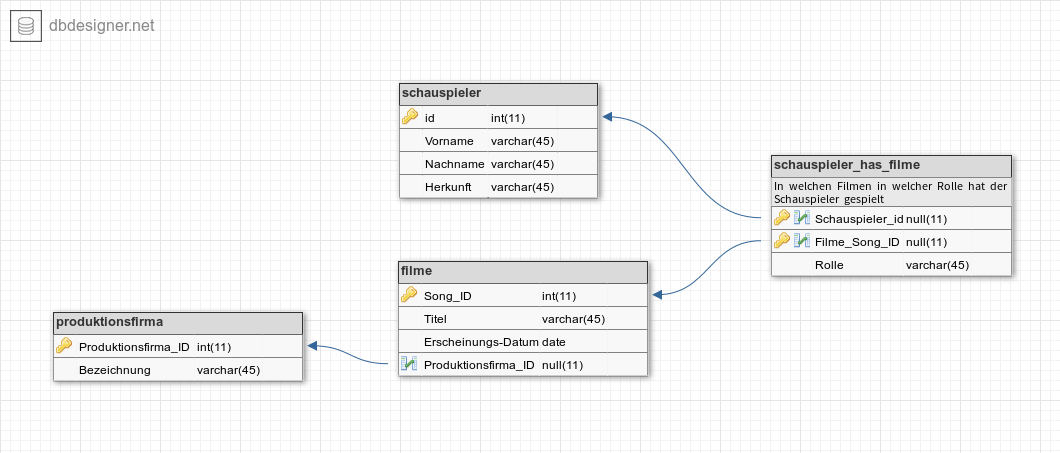 dbdesigner.net
schauspieler
id int(11)
Vorname varchar(45)
Nachname varchar(45)
Herkunft varchar(45)
schauspieler_has_filme
In welchen Filmen in welcher Rolle hat der
Schauspieler gespielt
Schauspieler_id null(11)
Filme_Song_ID null(11)
Rolle varchar(45)
filme
Song_ID int(11)
Titel varchar(45)
Erscheinungs-Datum date
Produktionsfirma_ID null(11)
produktionsfirma
Produktionsfirma_ID int(11)
Bezeichnung varchar(45)